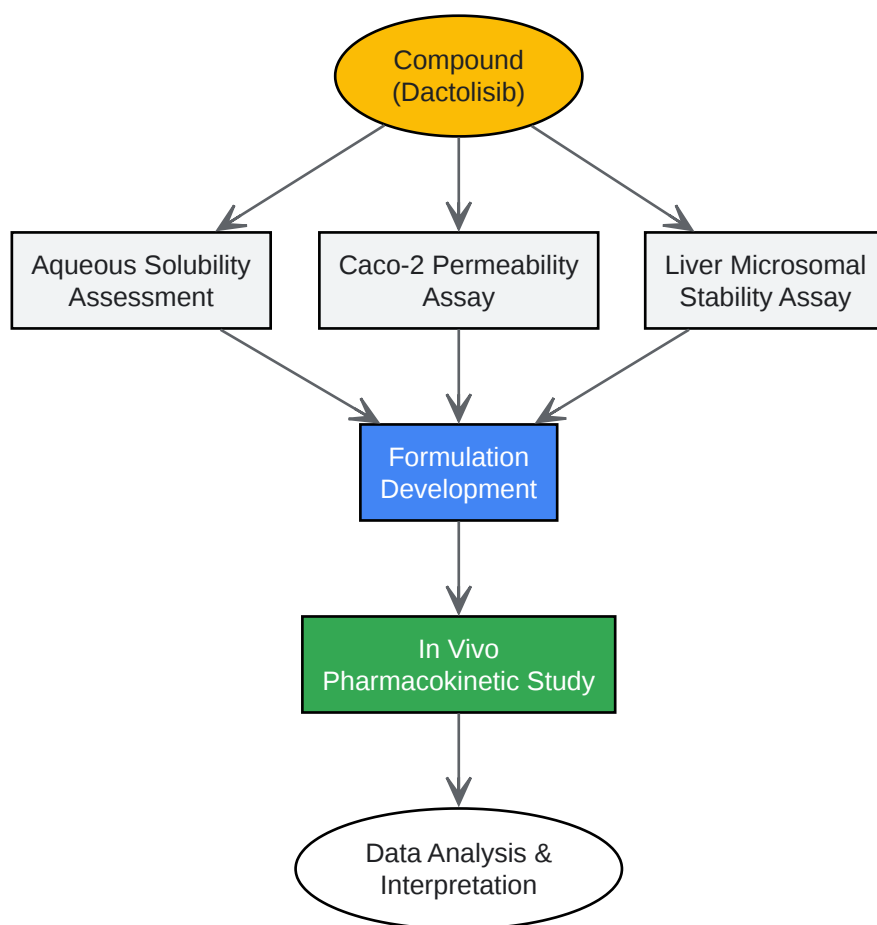 Compound
(Dactolisib)
Aqueous Solubility
Assessment
Caco-2 Permeability
Assay
Liver Microsomal
Stability Assay
Formulation
Development
In Vivo
Pharmacokinetic Study
Data Analysis &
Interpretation